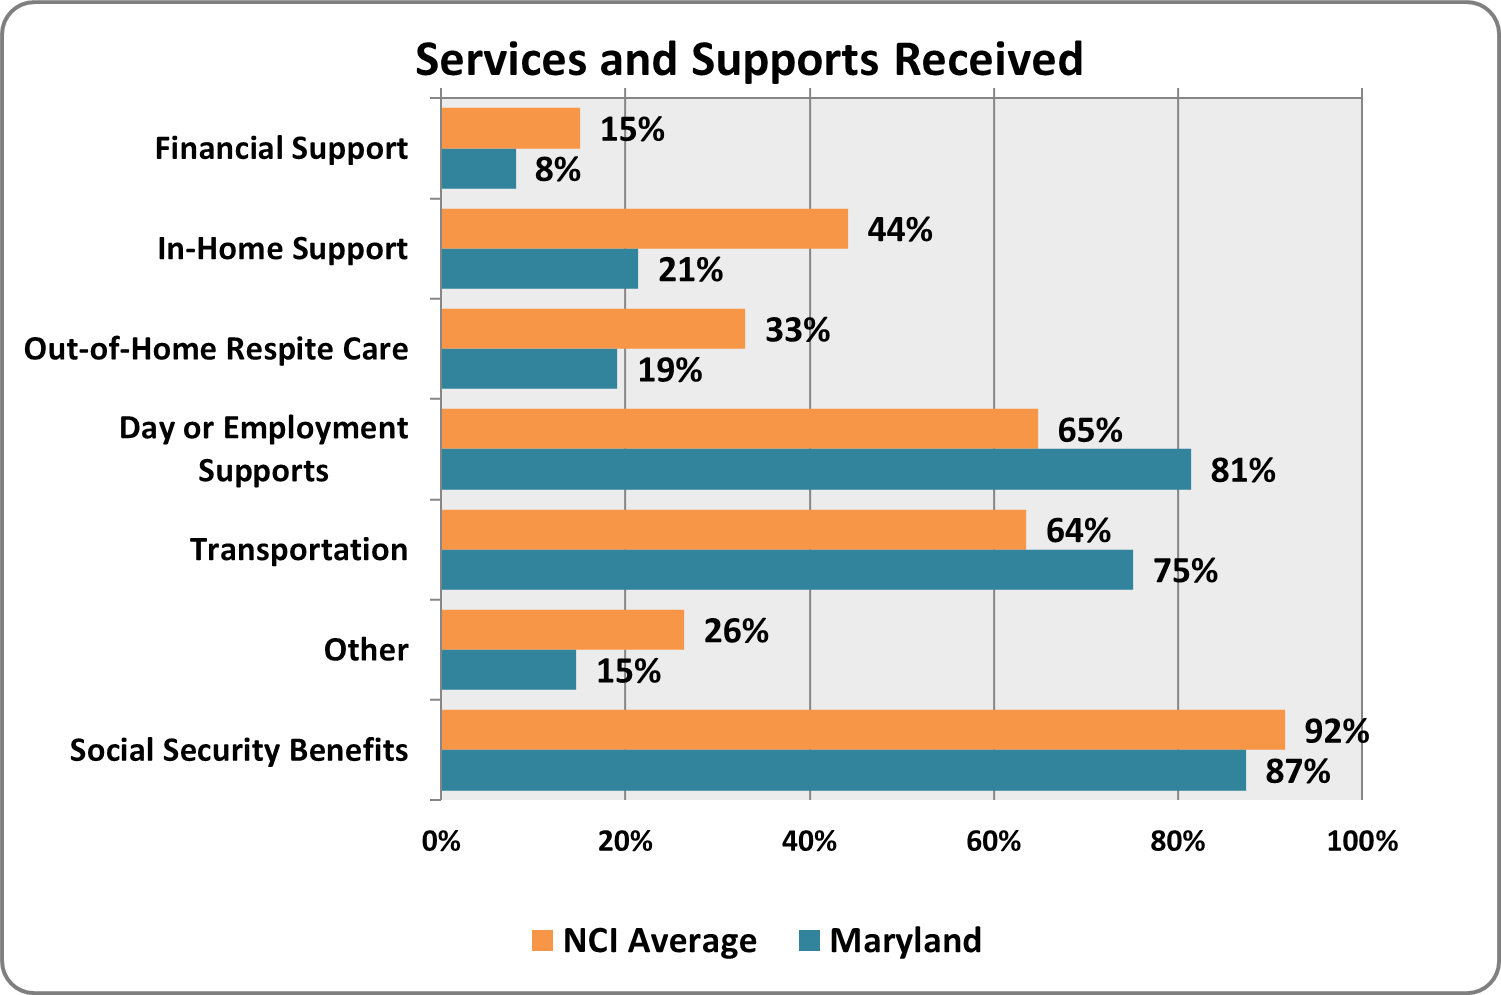 Services and Supports Received
Financial Support
15%
8%
In-Home Support
44%
21%
Out-of-Home Respite Care
33%
19%
Day or Employment
Supports
65%
81%
Transportation
64%
75%
Other
26%
15%
Social Security Benefits
92%
87%
0% 20% 40% 60% 80% 100%
NCI Average Maryland